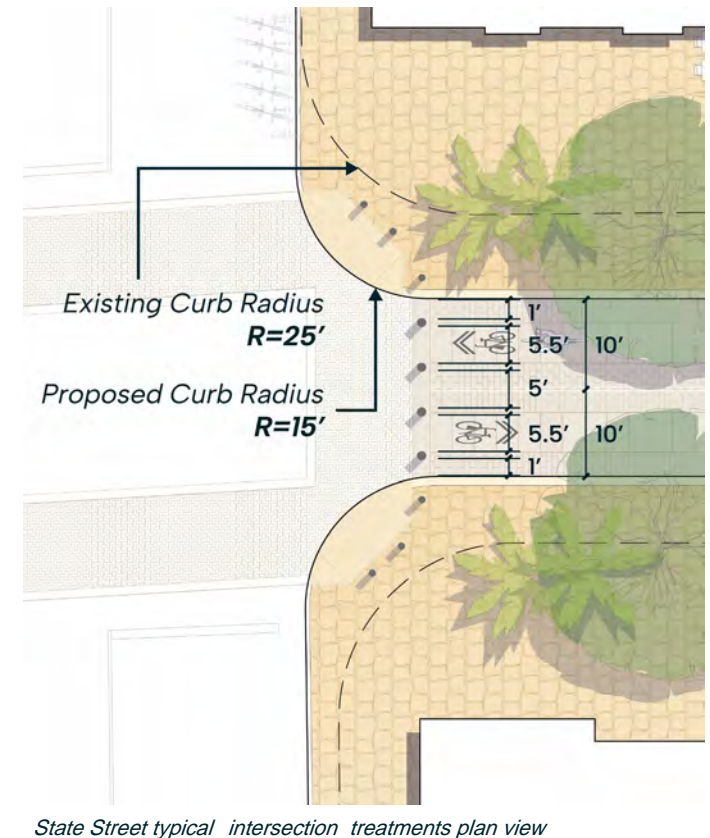 Existing Curb Radius
R=25’
Proposed Curb Radius
R=15’
1’
5.5’
10’
5’
5.5’
10’
1’
State Street typical intersection treatments plan view